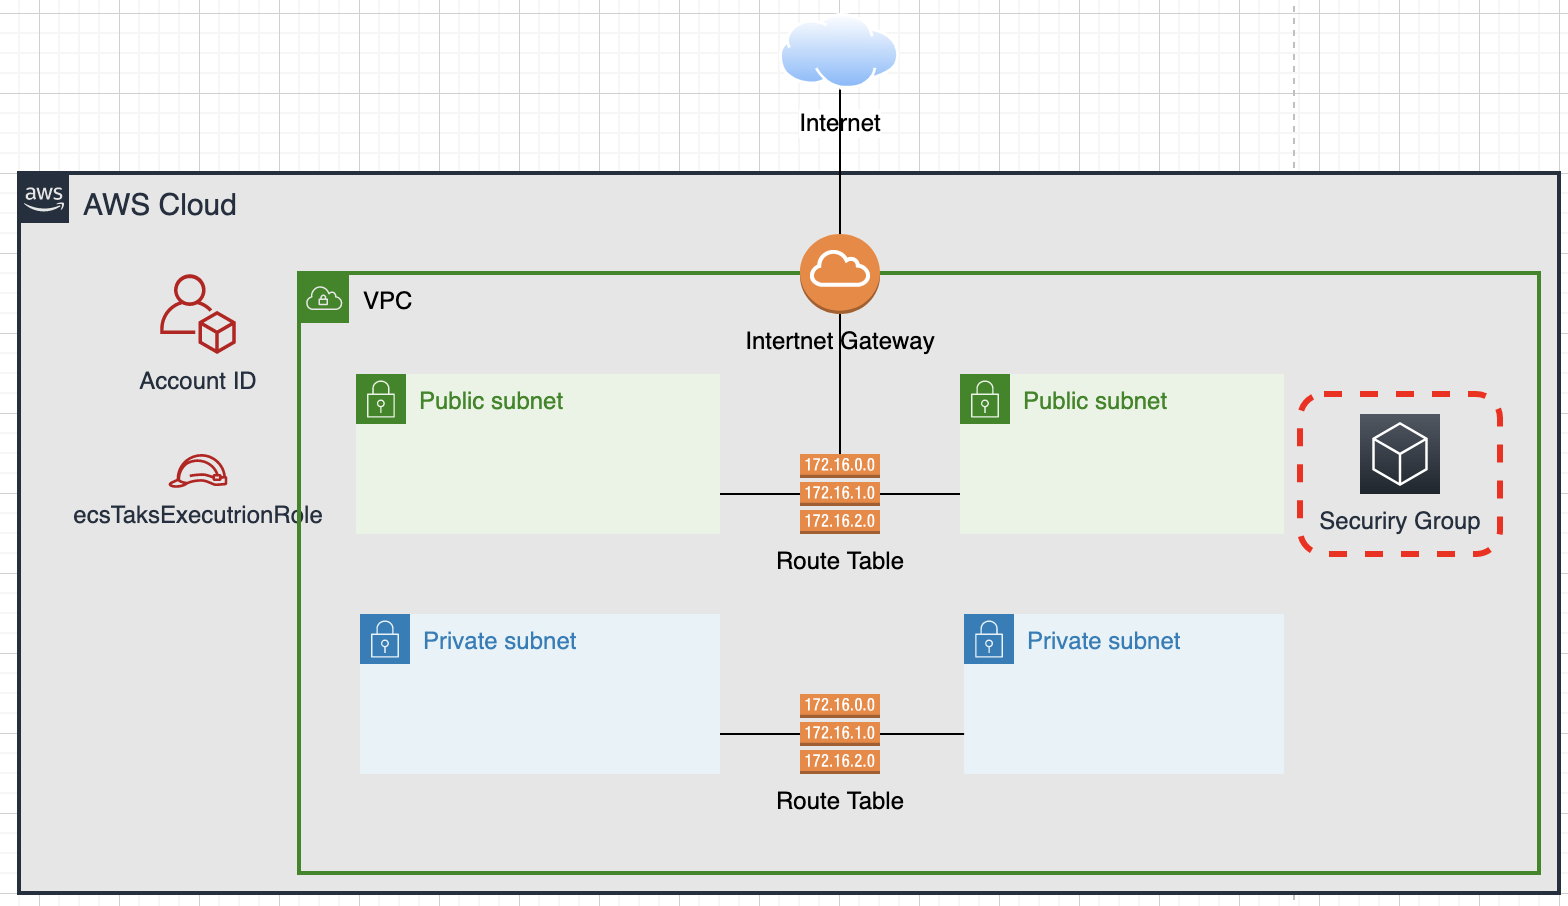 Internet
aws
AWS Cloud
VPC
Intertnet Gateway
Account ID
Public subnet
Public subnet
172.16.0.0
172.16.1.0
172.16.2.0
Route Table
Securiry Group
ecsTaksExecutrionRole
Private subnet
Private subnet
172.16.0.0
172.16.1.0
172.16.2.0
Route Table